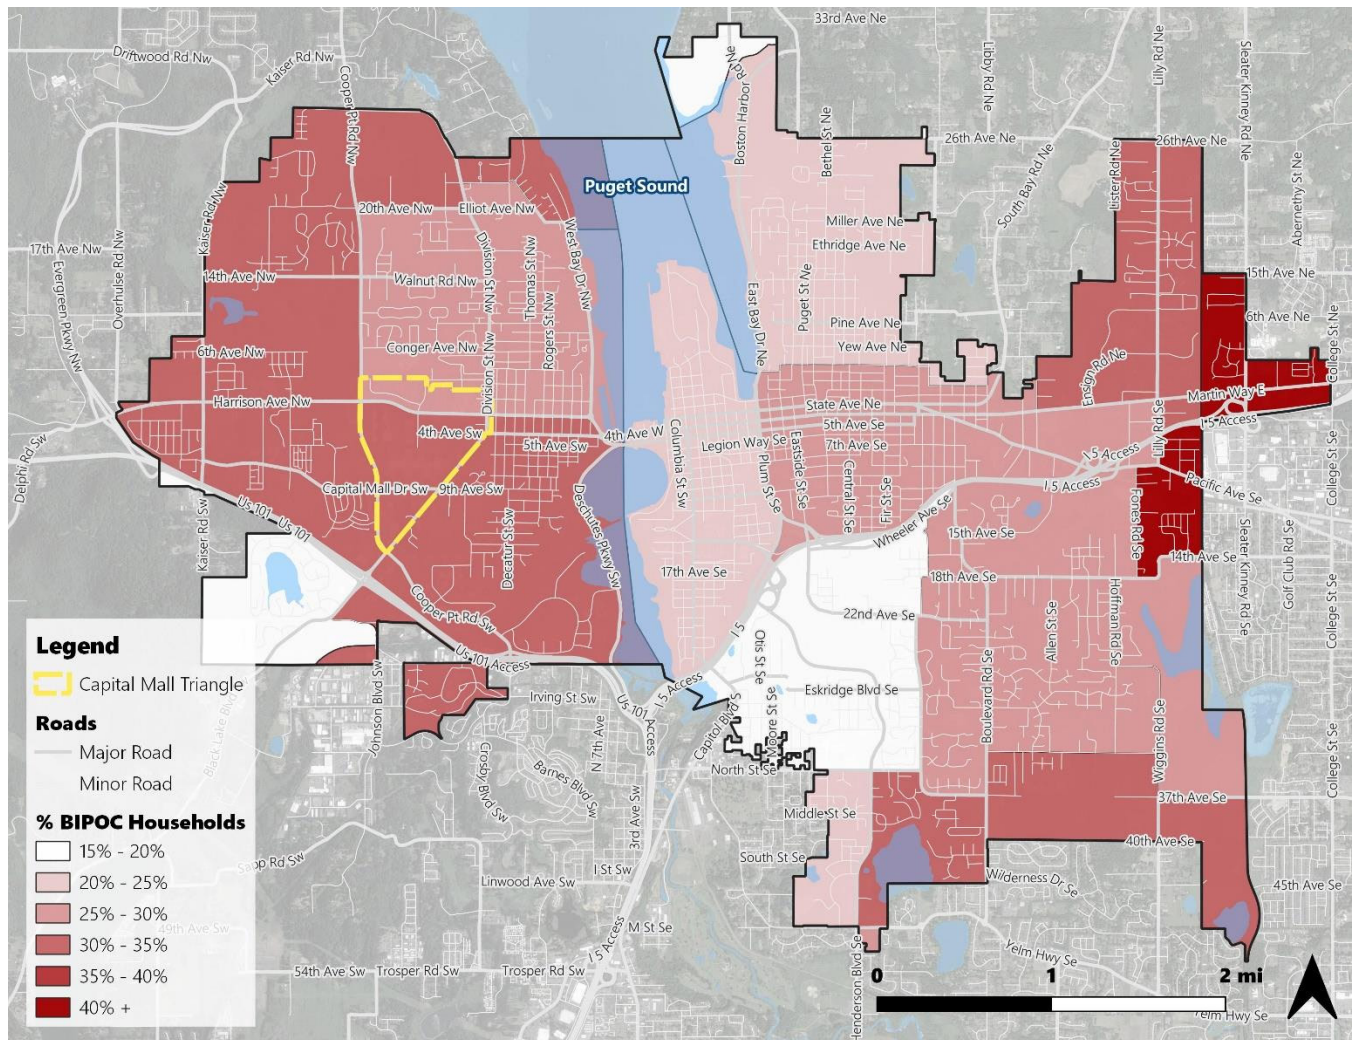 33rd Ave Ne
Driftwood Rd Nw
Kaiser Rd Nw
Cooper Pt Rd Nw
Boston Harbor Rd Ne
Bethel St Ne
Libby Rd Ne
Lilly Rd Ne
Sleater Kinney Rd Ne
26th Ave Ne
26th Ave Ne
South Bay Rd Ne
Lister Rd Ne
Abernethy St Ne
Puget Sound
Kaiser Rd Nw
20th Ave Nw
Elliot Ave Nw
West Bay Dr Nw
Miller Ave Ne
Ethridge Ave Ne
17th Ave Nw
Overhulse Rd Nw
Evergreen Pkwy Nw
14th Ave Nw
Walnut Rd Nw
Division St Nw
Thomas St Nw
Rogers St Nw
East Bay Dr Ne
Puget St Ne
15th Ave Ne
6th Ave Ne
Pine Ave Ne
Yew Ave Ne
College St Ne
6th Ave Nw
Conger Ave Nw
Division St Nw
Ensign Rd Ne
Martin Way E
Harrison Ave Nw
State Ave Ne
4th Ave Sw
5th Ave Sw
4th Ave W
Columbia St Sw
Legion Way Se
5th Ave Se
7th Ave Se
Lilly Rd Se
I 5 Access
Delphi Rd Sw
Plum St Se
Eastside St Se
Central St Se
Fir St Se
I 5 Access
I 5 Access
Pacific Ave Se
College St Se
Capital Mall Dr Sw
9th Ave Sw
Us 101
Us 101
Kaiser Rd Sw
Decatur St Sw
Deschutes Pkwy Sw
Wheeler Ave Se
15th Ave Se
Fones Rd Se
14th Ave Se
Sleater Kinney Rd Se
Golf Club Rd Se
College St Se
17th Ave Se
18th Ave Se
Cooper Pt Rd Sw
I 5
22nd Ave Se
Allen St Se
Hoffman Rd Se
Otis St Se
Moore St Se
Us 101 Access
Johnson Blvd Sw
Irving St Sw
Us 101
Access
I 5 Access
Capitol Blvd S
Eskridge Blvd Se
Boulevard Rd Se
Wiggins Rd Se
College St Se
Black Lake Blvd
Crosby Blvd Sw
Barnes Blvd Sw
N 7th Ave
North St Se
Middle St Se
37th Ave Se
3rd Ave Sw
40th Ave Se
Sapp Rd Sw
I St Sw
South St Se
Linwood Ave Sw
Wilderness Dr Se
45th Ave Se
49th Ave Sw
M St Se
I 5 Access
54th Ave Sw
Trosper Rd Sw
Trosper Rd Sw
Henderson Blvd Se
Yelm Hwy Se
Yelm Hwy Se
Legend
Capital Mall Triangle
Roads
Major Road
Minor Road
% BIPOC Households
15% - 20%
20% - 25%
25% - 30%
30% - 35%
35% - 40%
40% +
0 1 2 mi